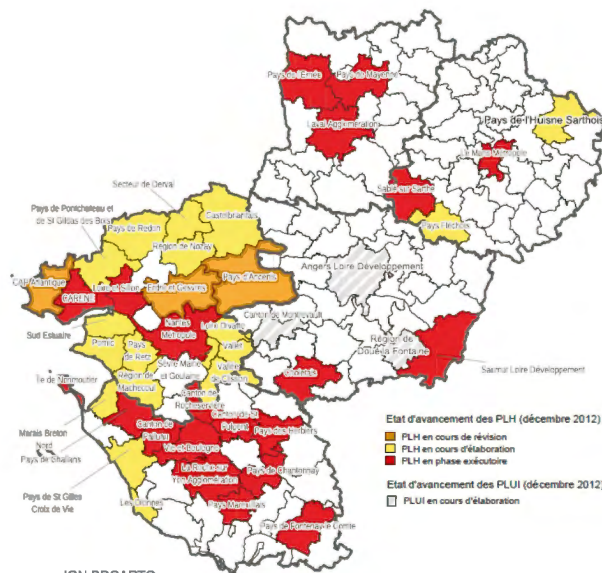 Pays de l'Ernée
Pays de Mayenne
Laval Agglomération
Pays de l'Huisne Sarthois
Le Mans Métropole
Sablé sur Sarthe
Pays Fléchois
Secteur de Derval
Castelbriantais
Pays de Pontchateau et
de St Gildas des Bois
Pays de Redon
Région de Nozay
CAP Atlantique
CARENE
Loire et Sillon
Erdre et Gesvres
Pays d'Ancenis
Angers Loire Développement
Canton de Montrevault
Sud Estuaire
Nantes
Métropole
Loire Divatte
Pornic
Pays
de Retz
Sèvre Maine
et Goulaine
Vallet
Vallée
de Clisson
Région de
Machecoul
Région de
Doué la Fontaine
Saumur Loire Développement
Choletais
Île de Noirmoutier
Canton de
Rocheservière
Canton de St
Fulgent
Pays des Herbiers
Marais Breton
Nord
Pays de Challans
Canton de
Palluau
Vie et Boulogne
La Roche sur
Yon Agglomération
Pays de Chantonnay
Pays de St Gilles
Croix de Vie
Les Olonnes
Pays Mareuillais
Pays de Fontenay le Comte
Etat d'avancement des PLH (décembre 2012)
PLH en cours de révision
PLH en cours d'élaboration
PLH en phase exécutoire
Etat d'avancement des PLUI (décembre 2012)
PLUI en cours d'élaboration